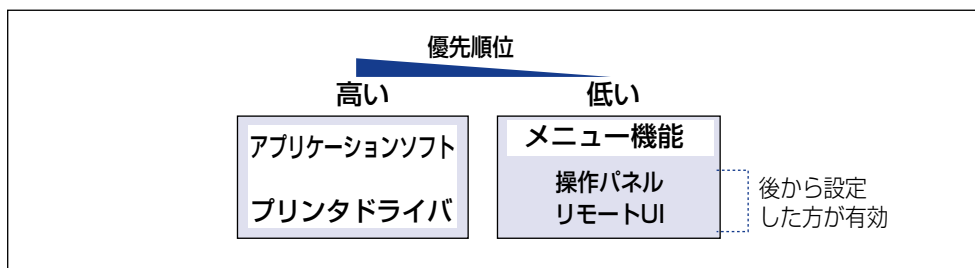 優先順位
高い
低い
アプリケーションソフト
プリンタドライバ
メニュー機能
操作パネル
リモートUI
後から設定
した方が有効